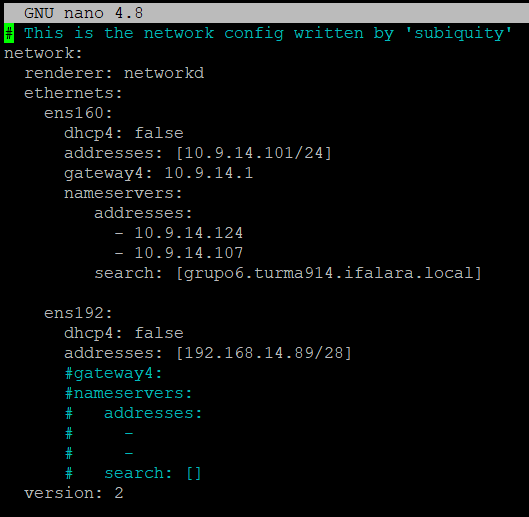 GNU nano 4.8
# This is the network config written by 'subiquity'
network:
  renderer: networkd
  ethernets:
    ens160:
      dhcp4: false
      addresses: [10.9.14.101/24]
      gateway4: 10.9.14.1
      nameservers:
         addresses:
           - 10.9.14.124
           - 10.9.14.107
         search: [grupo6.turma914.ifalara.local]

    ens192:
      dhcp4: false
      addresses: [192.168.14.89/28]
      #gateway4:
      #nameservers:
      #   addresses:
      #     -
      #     -
      #   search: []
  version: 2